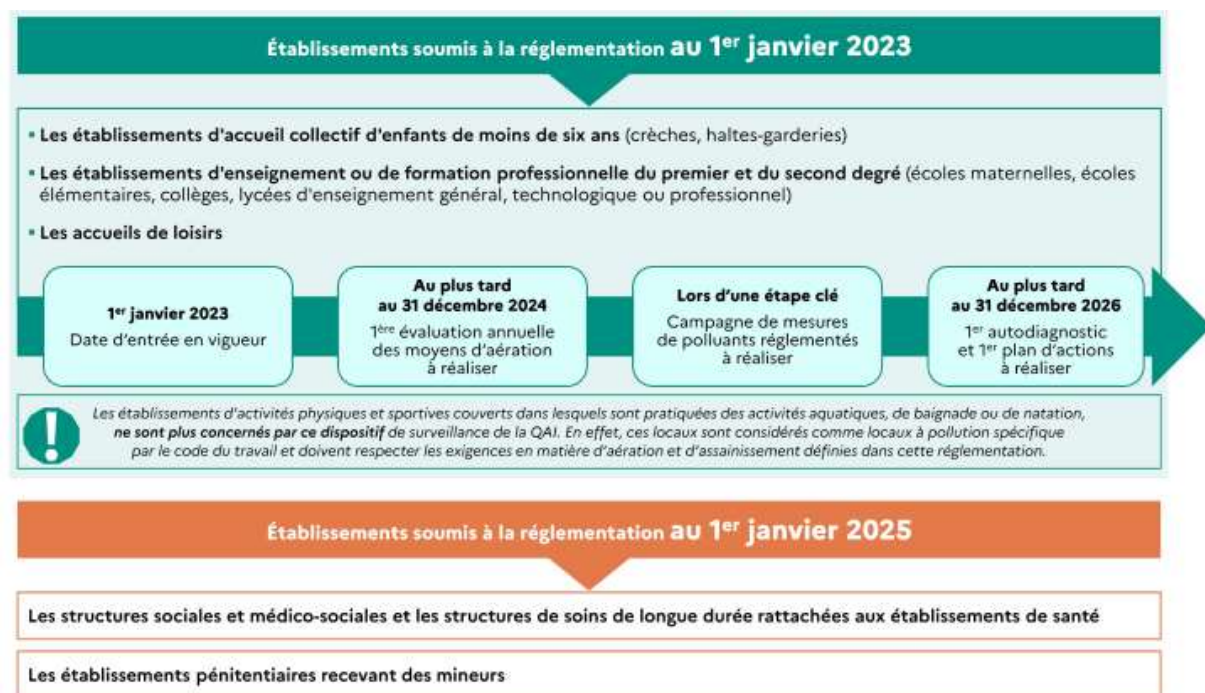 Établissements soumis à la réglementation au 1er janvier 2023
▪ Les établissements d'accueil collectif d'enfants de moins de six ans (crèches, haltes-garderies)
▪ Les établissements d'enseignement ou de formation professionnelle du premier et du second degré (écoles maternelles, écoles
élémentaires, collèges, lycées d'enseignement général, technologique ou professionnel)
▪ Les accueils de loisirs
1er janvier 2023
Date d'entrée en vigueur
Au plus tard
au 31 décembre 2024
1ère évaluation annuelle
des moyens d'aération
à réaliser
Lors d'une étape clé
Campagne de mesures
de polluants réglementés
à réaliser
Au plus tard
au 31 décembre 2026
1er autodiagnostic
et 1er plan d'actions
à réaliser
Les établissements d'activités physiques et sportives couverts dans lesquels sont pratiquées des activités aquatiques, de baignade ou de natation,
ne sont plus concernés par ce dispositif de surveillance de la QAI. En effet, ces locaux sont considérés comme locaux à pollution spécifique
par le code du travail et doivent respecter les exigences en matière d'aération et d'assainissement définies dans cette réglementation.
Établissements soumis à la réglementation au 1er janvier 2025
Les structures sociales et médico-sociales et les structures de soins de longue durée rattachées aux établissements de santé
Les établissements pénitentiaires recevant des mineurs